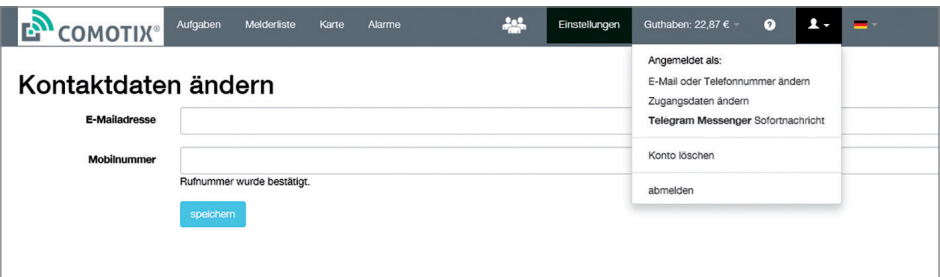 COMOTIX®
Aufgaben Melderliste Karte Alarme Einstellungen Guthaben: 22,87 €
Angemeldet als:
E-Mail oder Telefonnummer ändern
Zugangsdaten ändern
Telegram Messenger Sofortnachricht
Konto löschen
abmelden
Kontaktdaten ändern
E-Mailadresse
Mobilnummer
Rufnummer wurde bestätigt.
speichern